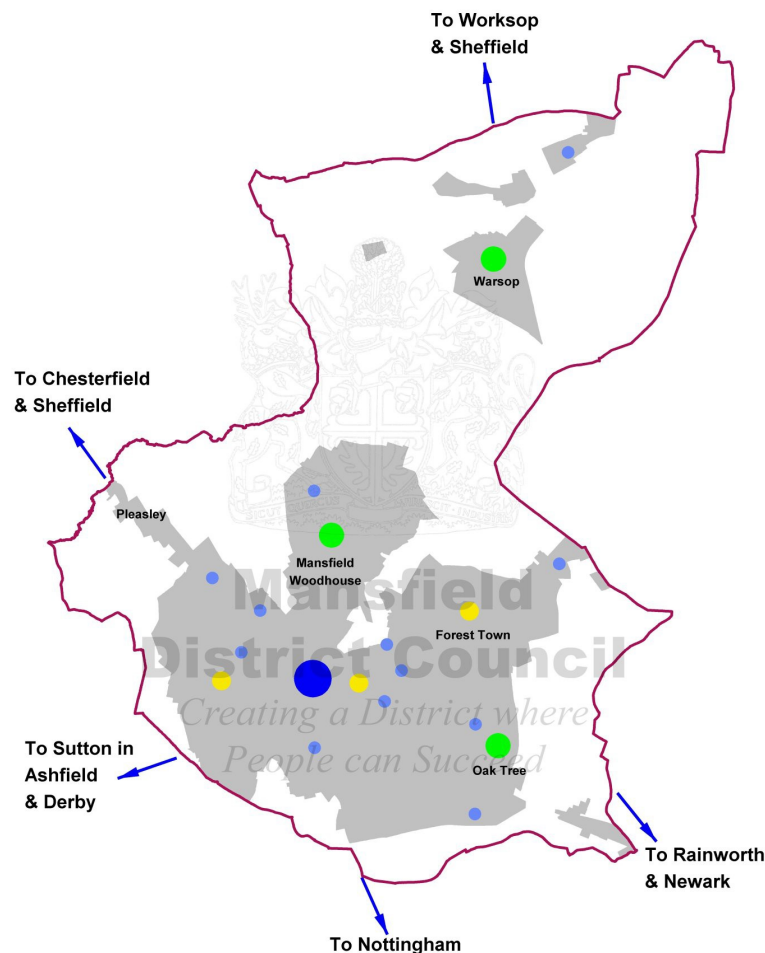 To Worksop
& Sheffield
Warsop
To Chesterfield
& Sheffield
Pleasley
Mansfield
Woodhouse
Mansfield
Forest Town
District Council
Creating a District where
People can Succeed
To Sutton in
Ashfield
& Derby
Oak Tree
To Rainworth
& Newark
To Nottingham